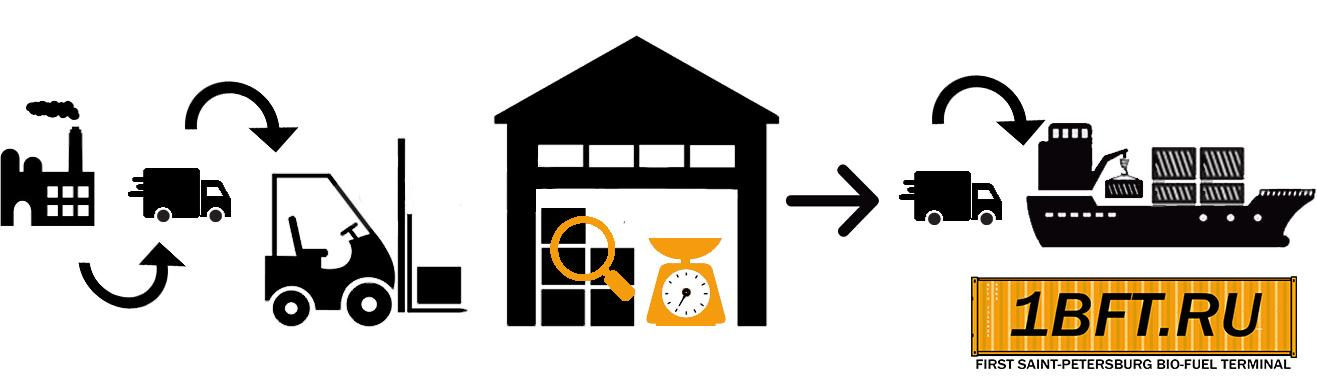 1BFT.RU
FIRST SAINT-PETERSBURG BIO-FUEL TERMINAL